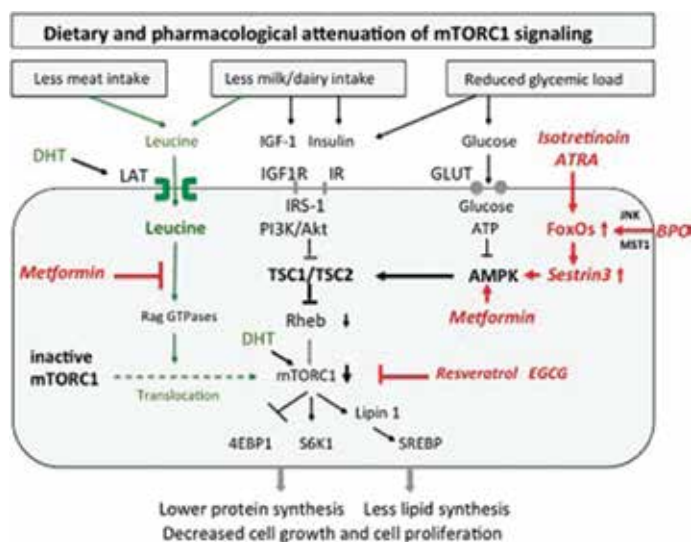 Dietary and pharmacological attenuation of mTORC1 signaling
Less meat intake
Less milk/dairy intake
Reduced glycemic load
Leucine
IGF-1 Insulin
Glucose
Isotretinoin
ATRA
DHT
LAT
IGF1R IR
GLUT
IRS-1
Glucose
Leucine
PI3K/Akt
ATP
FoxOs ↑
JNK
BPO
MST1
Metformin
TSC1/TSC2
AMPK
Sestrin3 ↑
Rag GTPases
Rheb ↓
Metformin
DHT
inactive
mTORC1
mTORC1 ↓
Resveratrol EGCG
Translocation
Lipin 1
4EBP1 S6K1 SREBP
Lower protein synthesis Less lipid synthesis
Decreased cell growth and cell proliferation